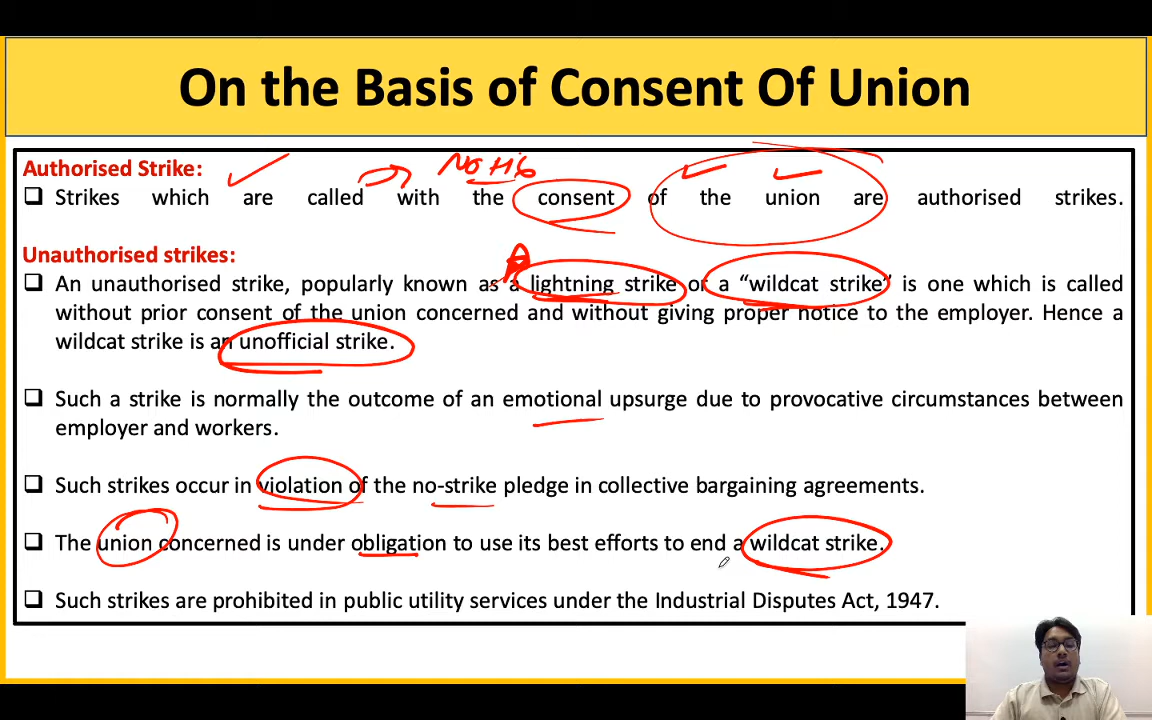 On the Basis of Consent Of Union
Authorised Strike:
❑ Strikes which are called with the consent of the union are authorised strikes.
Unauthorised strikes:
❑ An unauthorised strike, popularly known as a lightning strike or a “wildcat strike” is one which is called
without prior consent of the union concerned and without giving proper notice to the employer. Hence a
wildcat strike is an unofficial strike.
❑ Such a strike is normally the outcome of an emotional upsurge due to provocative circumstances between
employer and workers.
❑ Such strikes occur in violation of the no-strike pledge in collective bargaining agreements.
❑ The union concerned is under obligation to use its best efforts to end a wildcat strike.
❑ Such strikes are prohibited in public utility services under the Industrial Disputes Act, 1947.